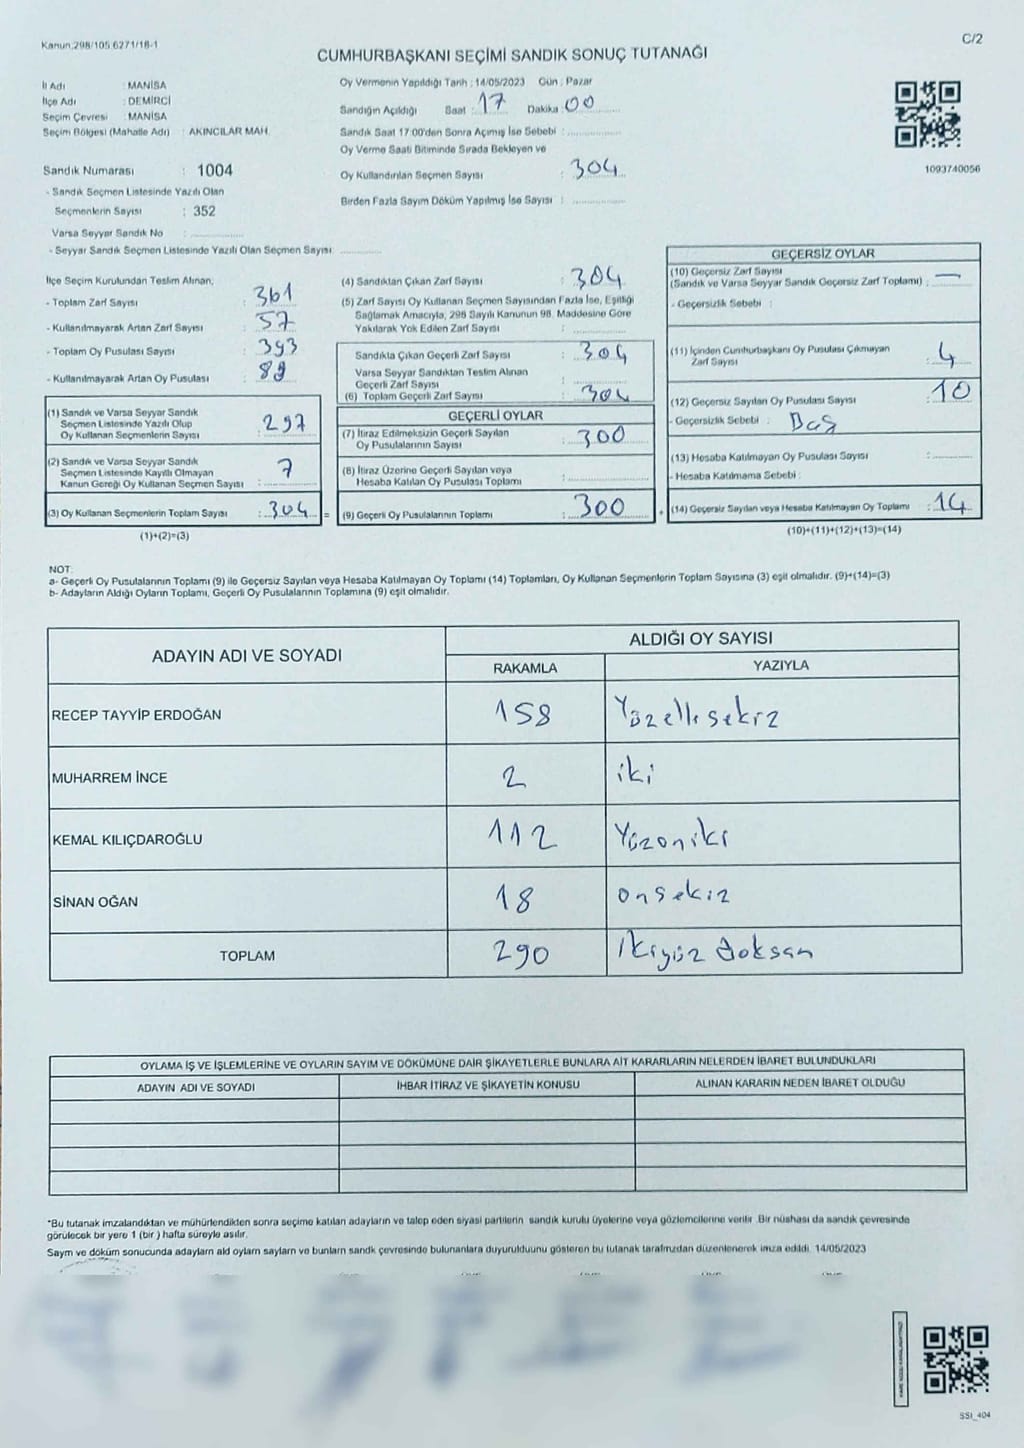 Kanun;298/105,6271/18-1
C/2
CUMHURBAŞKANI SEÇİMİ SANDIK SONUÇ TUTANAĞI
İl Adı : MANİSA
İlçe Adı : DEMİRCİ
Seçim Çevresi : MANİSA
Seçim Bölgesi (Mahalle Adı) : AKINCILAR MAH.
Oy Vermenin Yapıldığı Tarih : 14/05/2023 Gün : Pazar
Sandığın Açıldığı Saat : 17 Dakika 00
Sandık Saat 17:00'den Sonra Açılmış İse Sebebi :
Oy Verme Saati Bitiminde Sırada Bekleyen ve
Oy Kullandırılan Seçmen Sayısı : 304
Birden Fazla Sayım Döküm Yapılmış İse Sayısı :
1093740056
Sandık Numarası : 1004
- Sandık Seçmen Listesinde Yazılı Olan
Seçmenlerin Sayısı : 352
Varsa Seyyar Sandık No :
- Seyyar Sandık Seçmen Listesinde Yazılı Olan Seçmen Sayısı:
İlçe Seçim Kurulundan Teslim Alınan;
- Toplam Zarf Sayısı : 361
- Kullanılmayarak Artan Zarf Sayısı : 57
- Toplam Oy Pusulası Sayısı : 393
- Kullanılmayarak Artan Oy Pusulası : 89
(1) Sandık ve Varsa Seyyar Sandık
Seçmen Listesinde Yazılı Olup
Oy Kullanan Seçmenlerin Sayısı : 297
(2) Sandık ve Varsa Seyyar Sandık
Seçmen Listesinde Kayıtlı Olmayan
Kanun Gereği Oy Kullanan Seçmen Sayısı : 7
(3) Oy Kullanan Seçmenlerin Toplam Sayısı : 304 =
(1)+(2)=(3)
(4) Sandıktan Çıkan Zarf Sayısı : 304
(5) Zarf Sayısı Oy Kullanan Seçmen Sayısından Fazla İse, Eşitliği
Sağlamak Amacıyla, 298 Sayılı Kanunun 98. Maddesine Göre
Yakılarak Yok Edilen Zarf Sayısı :
Sandıkta Çıkan Geçerli Zarf Sayısı : 304
Varsa Seyyar Sandıktan Teslim Alınan
Geçerli Zarf Sayısı :
(6) Toplam Geçerli Zarf Sayısı : 304
GEÇERLİ OYLAR
(7) İtiraz Edilmeksizin Geçerli Sayılan
Oy Pusulalarının Sayısı : 300
(8) İtiraz Üzerine Geçerli Sayılan veya
Hesaba Katılan Oy Pusulası Toplamı :
(9) Geçerli Oy Pusulalarının Toplamı : 300 +
GEÇERSİZ OYLAR
(10) Geçersiz Zarf Sayısı
(Sandık ve Varsa Seyyar Sandık Geçersiz Zarf Toplamı) : —
- Geçersizlik Sebebi :
(11) İçinden Cumhurbaşkanı Oy Pusulası Çıkmayan
Zarf Sayısı : 4
(12) Geçersiz Sayılan Oy Pusulası Sayısı : 10
- Geçersizlik Sebebi :
(13) Hesaba Katılmayan Oy Pusulası Sayısı :
- Hesaba Katılmama Sebebi :
(14) Geçersiz Sayılan veya Hesaba Katılmayan Oy Toplamı : 14
(10)+(11)+(12)+(13)=(14)
NOT:
a- Geçerli Oy Pusulalarının Toplamı (9) ile Geçersiz Sayılan veya Hesaba Katılmayan Oy Toplamı (14) Toplamları, Oy Kullanan Seçmenlerin Toplam Sayısına (3) eşit olmalıdır. (9)+(14)=(3)
b- Adayların Aldığı Oyların Toplamı, Geçerli Oy Pusulalarının Toplamına (9) eşit olmalıdır.
ADAYIN ADI VE SOYADI
ALDIĞI OY SAYISI
RAKAMLA YAZIYLA
RECEP TAYYİP ERDOĞAN 158 Yüzellisekiz
MUHARREM İNCE 2 iki
KEMAL KILIÇDAROĞLU 112 Yüzoniki
SİNAN OĞAN 18 onsekiz
TOPLAM 290 ikiyüz doksan
OYLAMA İŞ VE İŞLEMLERİNE VE OYLARIN SAYIM VE DÖKÜMÜNE DAİR ŞİKAYETLERLE BUNLARA AİT KARARLARIN NELERDEN İBARET BULUNDUKLARI
ADAYIN ADI VE SOYADI İHBAR İTİRAZ VE ŞİKAYETİN KONUSU ALINAN KARARIN NEDEN İBARET OLDUĞU
*Bu tutanak imzalandıktan ve mühürlendikten sonra seçime katılan adayların ve talep eden siyasi partilerin sandık kurulu üyelerine veya gözlemcilerine verilir. Bir nüshası da sandık çevresinde
görülecek bir yere 1 (bir ) hafta süreyle asılır.
Saym ve döküm sonucunda adaylarn ald oylarn saylarn ve bunlarn sandk çevresinde bulunanlara duyurulduunu gösteren bu tutanak tarafmzdan düzenlenerek imza edildi. 14/05/2023
SSI_404